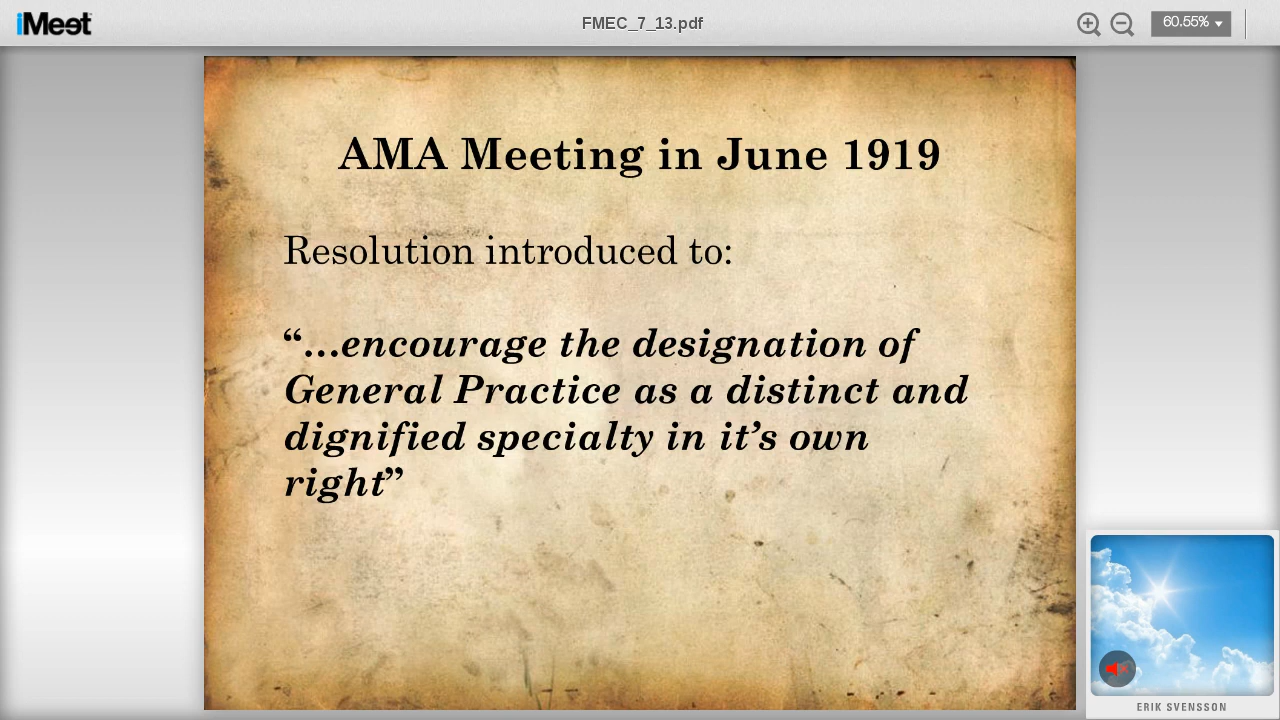 iMeet
FMEC_7_13.pdf
60.55%
AMA Meeting in June 1919
Resolution introduced to:
“…encourage the designation of
General Practice as a distinct and
dignified specialty in it’s own
right”
ERIK SVENSSON